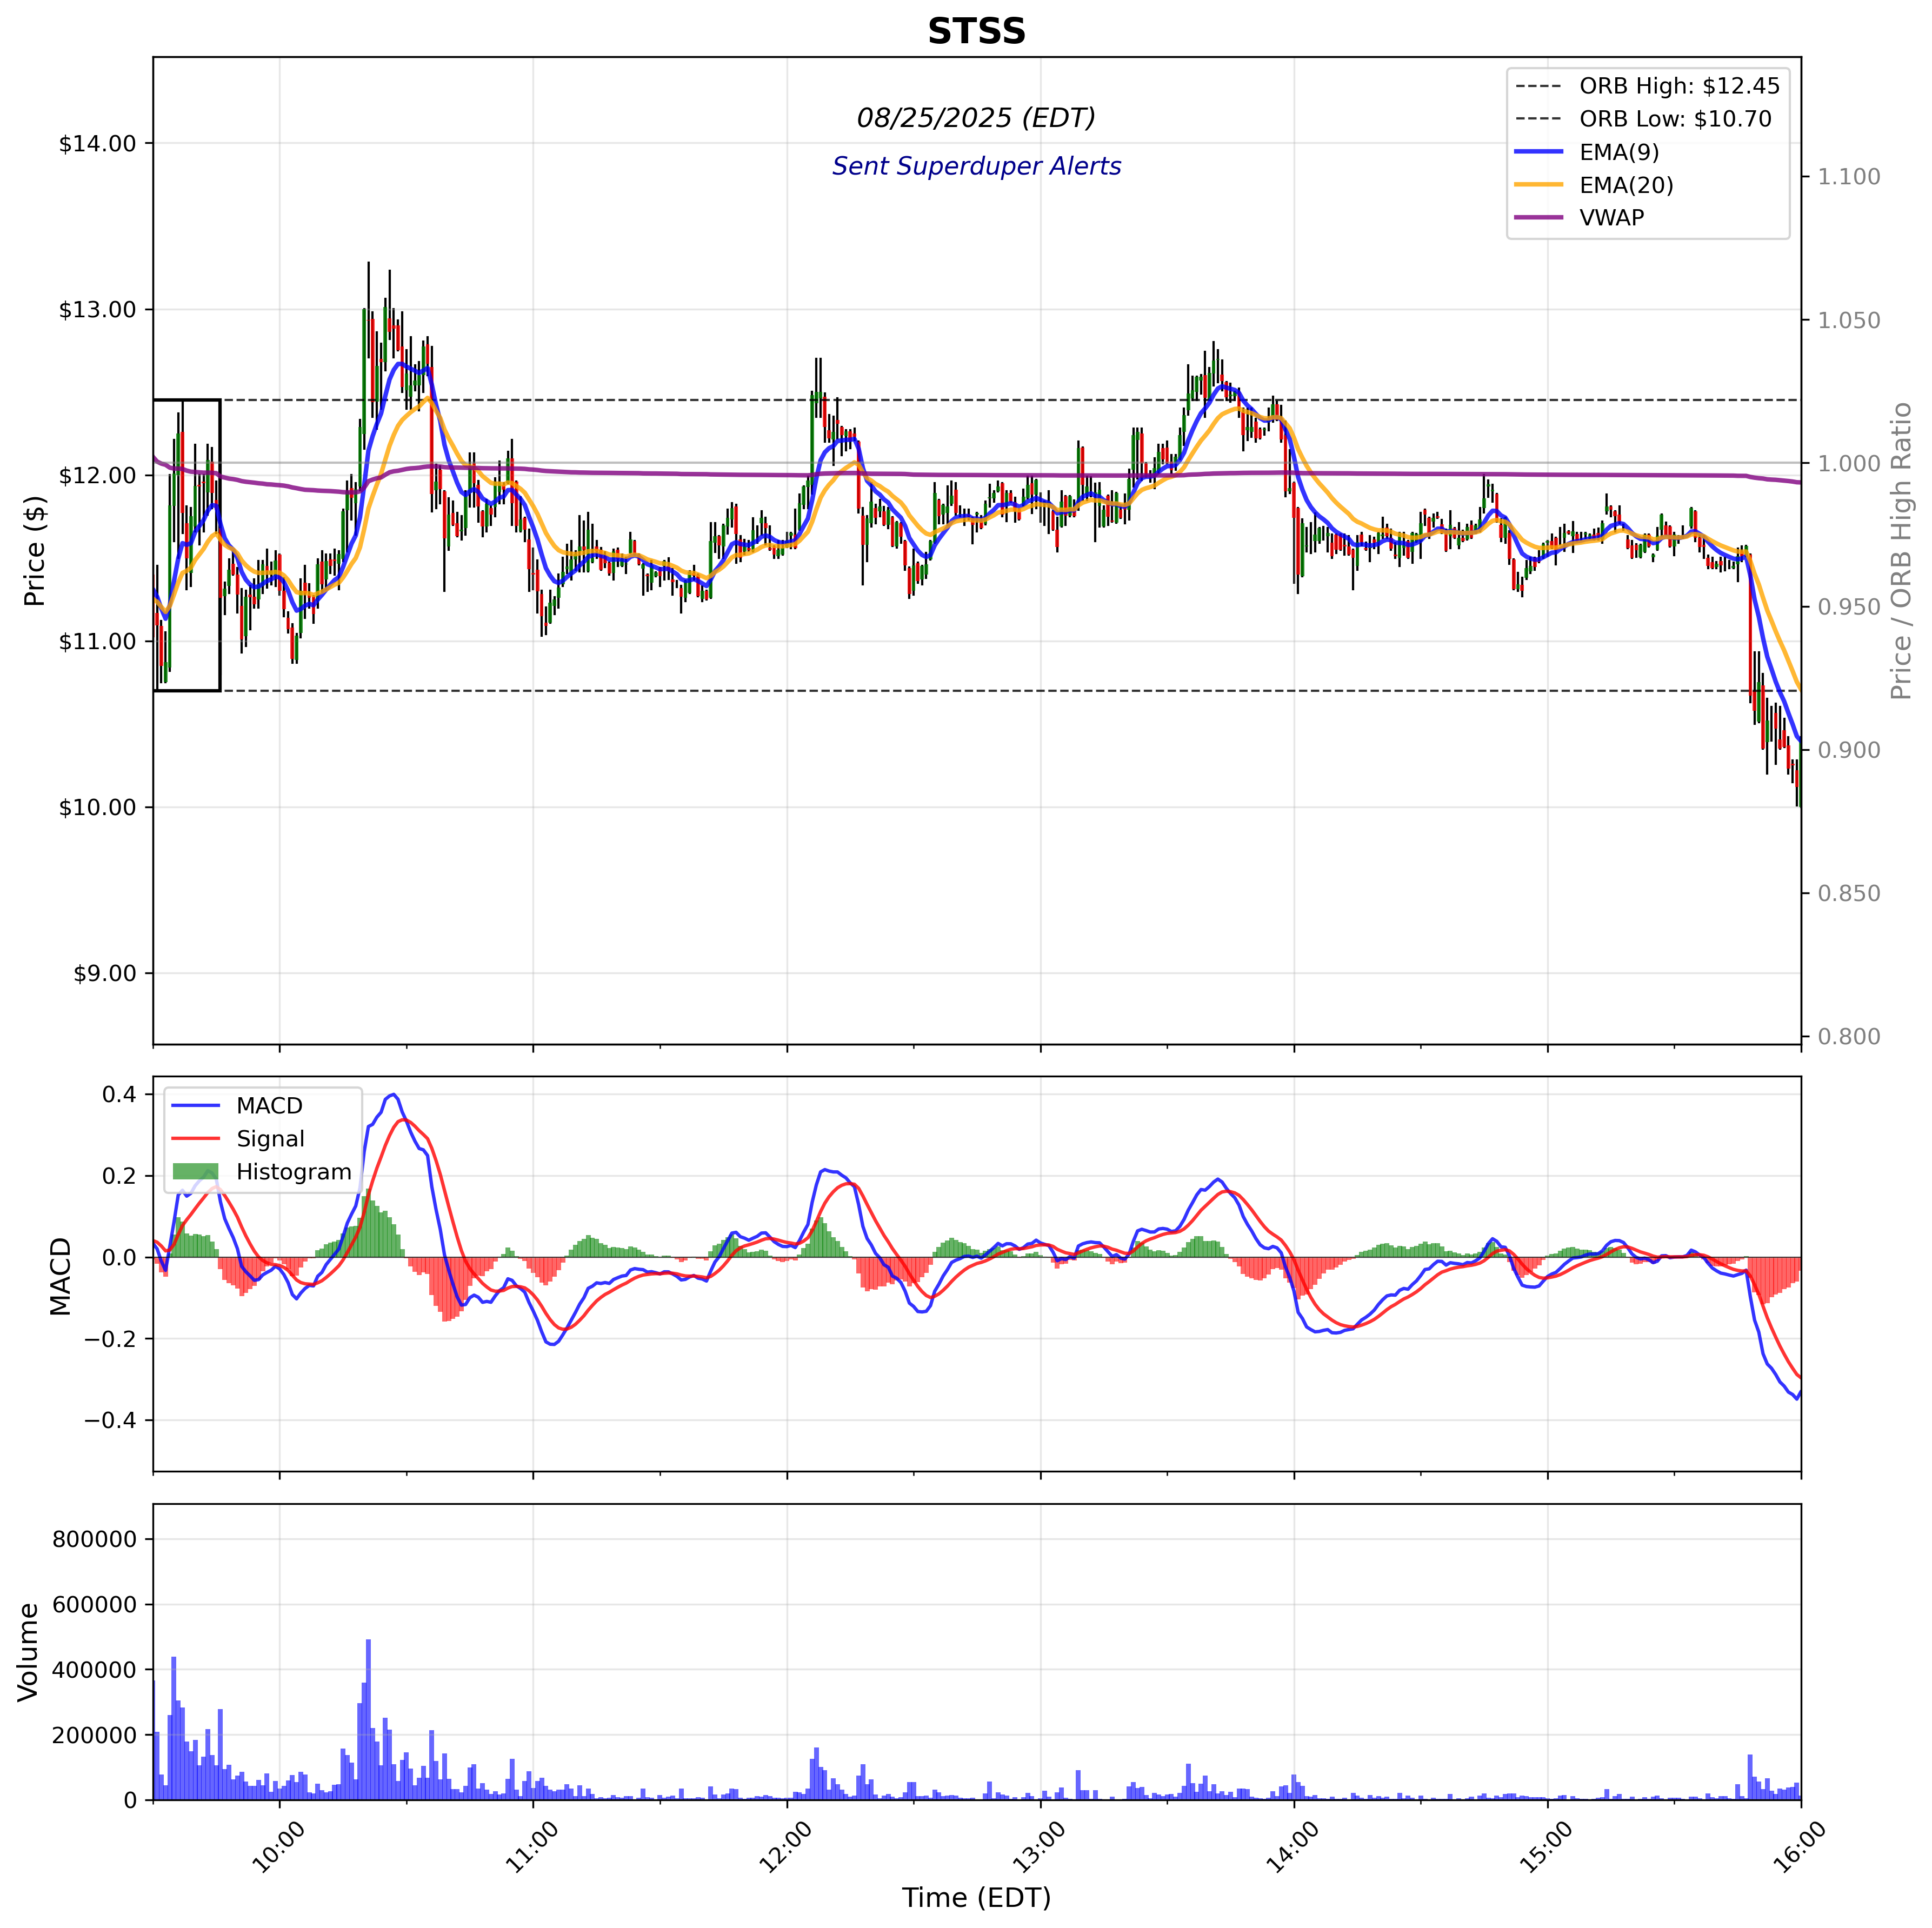 STSS
08/25/2025 (EDT)
Sent Superduper Alerts
ORB High: $12.45
ORB Low: $10.70
EMA(9)
EMA(20)
VWAP
Price ($)
$14.00
$13.00
$12.00
$11.00
$10.00
$9.00
1.100
1.050
1.000
0.950
0.900
0.850
0.800
Price / ORB High Ratio
MACD
Signal
Histogram
MACD
0.4
0.2
0.0
−0.2
−0.4
Volume
800000
600000
400000
200000
0
10:00
11:00
12:00
13:00
14:00
15:00
16:00
Time (EDT)